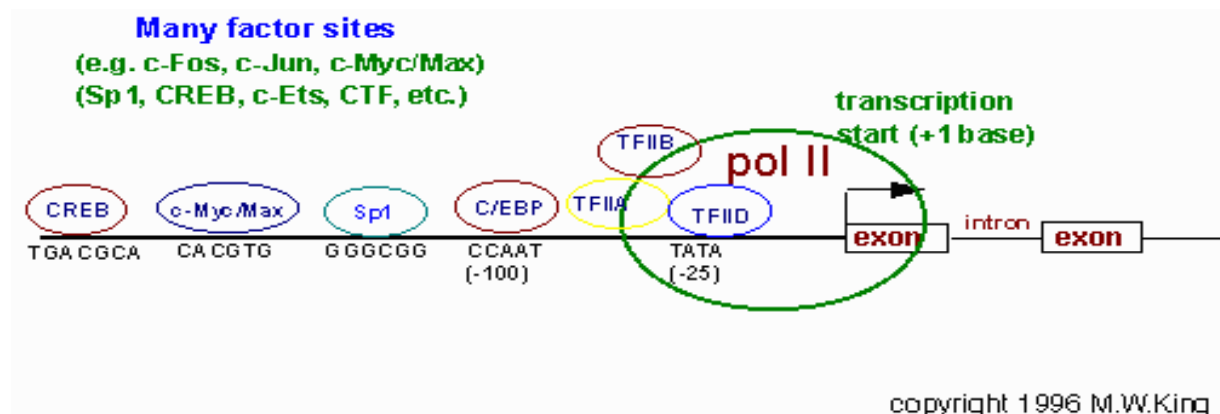 Many factor sites
(e.g. c-Fos, c-Jun, c-Myc/Max)
(Sp1, CREB, c-Ets, CTF, etc.)
transcription
start (+1 base)
TFIIB
pol II
CREB
c-Myc/Max
Sp1
C/EBP
TFIIA
TFIID
exon
intron
exon
TGACGCA
CACGTG
GGGCGG
CCAAT
(-100)
TATA
(-25)
copyright 1996 M.W.King